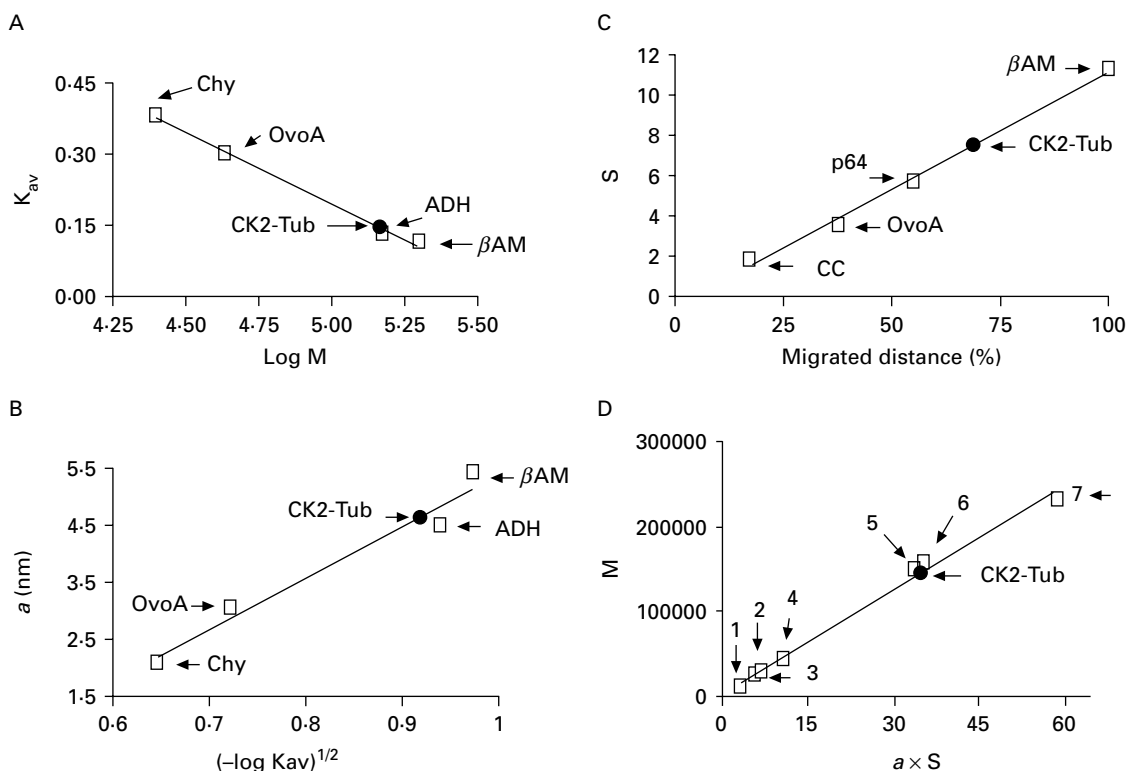 A
0·45
0·30
0·15
0·00
K_av
Chy
OvoA
CK2-Tub
ADH
βAM
4·25 4·50 4·75 5·00 5·25 5·50
Log M
C
12
10
8
6
4
2
0
S
βAM
CK2-Tub
p64
OvoA
CC
0 25 50 75 100
Migrated distance (%)
B
5·5
4·5
3·5
2·5
1·5
a (nm)
βAM
CK2-Tub
ADH
OvoA
Chy
0·6 0·7 0·8 0·9 1
(–log Kav)^1/2
D
300000
200000
100000
0
M
1
2
3
4
5
6
7
CK2-Tub
0 15 30 45 60
a × S